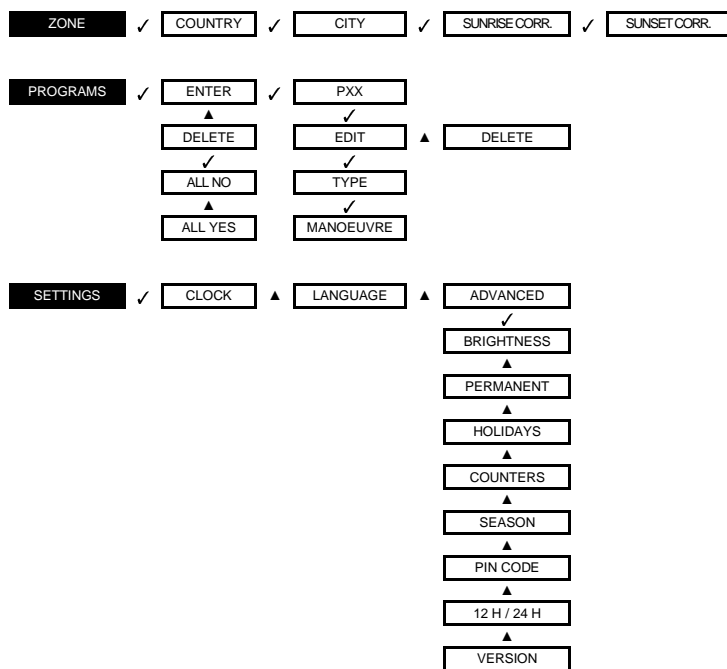 ZONE ✓ COUNTRY ✓ CITY ✓ SUNRISE CORR. ✓ SUNSET CORR.
PROGRAMS ✓ ENTER ✓ PXX
▲ ✓
DELETE EDIT ▲ DELETE
✓ ✓
ALL NO TYPE
▲ ✓
ALL YES MANOEUVRE
SETTINGS ✓ CLOCK ▲ LANGUAGE ▲ ADVANCED
✓
BRIGHTNESS
▲
PERMANENT
▲
HOLIDAYS
▲
COUNTERS
▲
SEASON
▲
PIN CODE
▲
12 H / 24 H
▲
VERSION